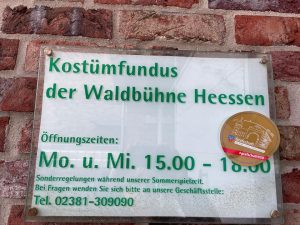 Kostümfundus
der Waldbühne Heessen
Öffnungszeiten:
Mo. u. Mi. 15.00 - 18.00
Sonderregelungen während unserer Sommerspielzeit.
Bei Fragen wenden Sie sich bitte an unsere Geschäftsstelle:
Tel. 02381-309090